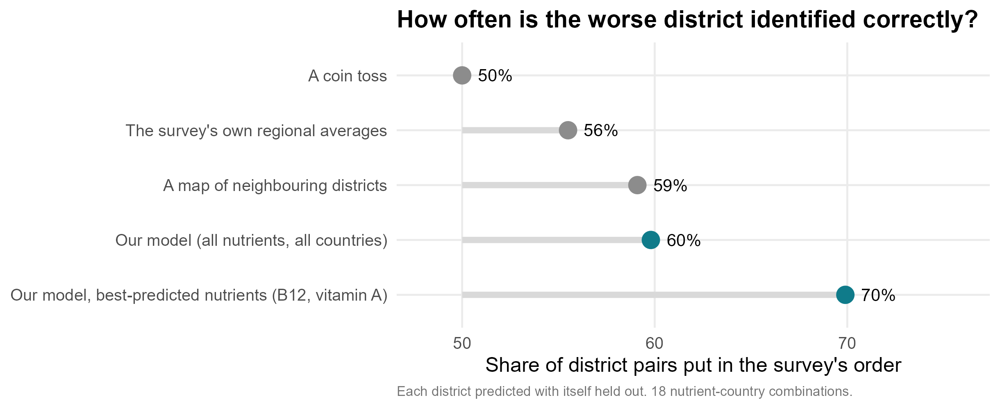 How often is the worse district identified correctly?
A coin toss
50%
The survey's own regional averages
56%
A map of neighbouring districts
59%
Our model (all nutrients, all countries)
60%
Our model, best-predicted nutrients (B12, vitamin A)
70%
50
60
70
Share of district pairs put in the survey's order
Each district predicted with itself held out. 18 nutrient-country combinations.